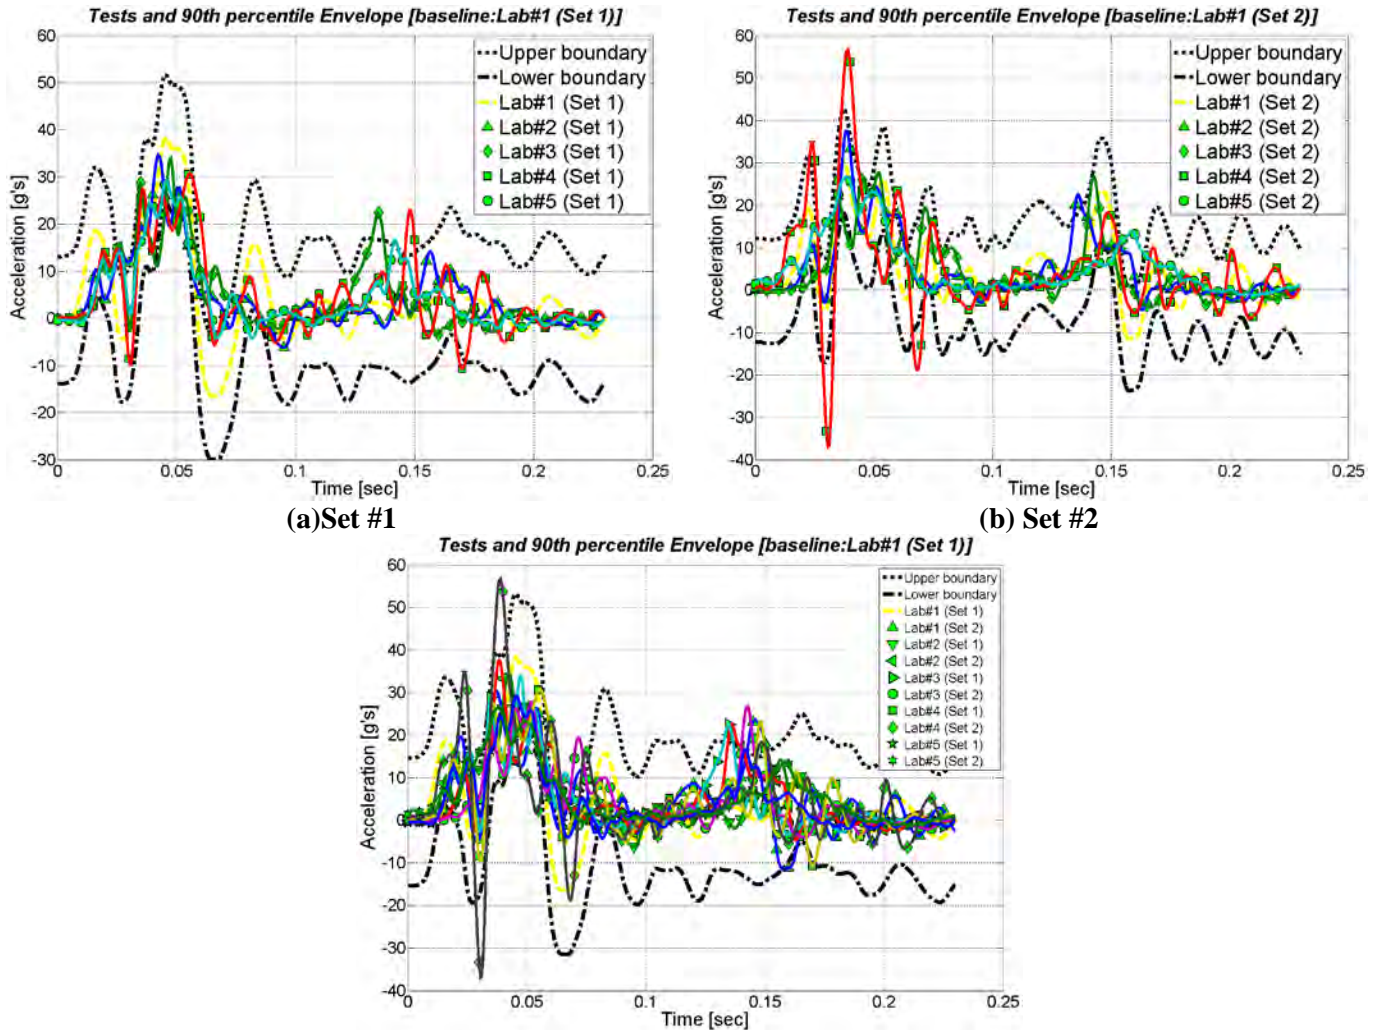 Tests and 90th percentile Envelope [baseline:Lab#1 (Set 1)]
60
50
40
30
20
10
0
-10
-20
-30
Acceleration [g's]
Upper boundary
Lower boundary
Lab#1 (Set 1)
Lab#2 (Set 1)
Lab#3 (Set 1)
Lab#4 (Set 1)
Lab#5 (Set 1)
0
0.05
0.1
0.15
0.2
0.25
Time [sec]
(a)Set #1
Tests and 90th percentile Envelope [baseline:Lab#1 (Set 2)]
60
50
40
30
20
10
0
-10
-20
-30
-40
Acceleration [g's]
Upper boundary
Lower boundary
Lab#1 (Set 2)
Lab#2 (Set 2)
Lab#3 (Set 2)
Lab#4 (Set 2)
Lab#5 (Set 2)
0
0.05
0.1
0.15
0.2
0.25
Time [sec]
(b) Set #2
Tests and 90th percentile Envelope [baseline:Lab#1 (Set 1)]
60
50
40
30
20
10
0
-10
-20
-30
-40
Acceleration [g's]
Upper boundary
Lower boundary
Lab#1 (Set 1)
Lab#1 (Set 2)
Lab#2 (Set 1)
Lab#2 (Set 2)
Lab#3 (Set 1)
Lab#3 (Set 2)
Lab#4 (Set 1)
Lab#4 (Set 2)
Lab#5 (Set 1)
Lab#5 (Set 2)
0
0.05
0.1
0.15
0.2
0.25
Time [sec]